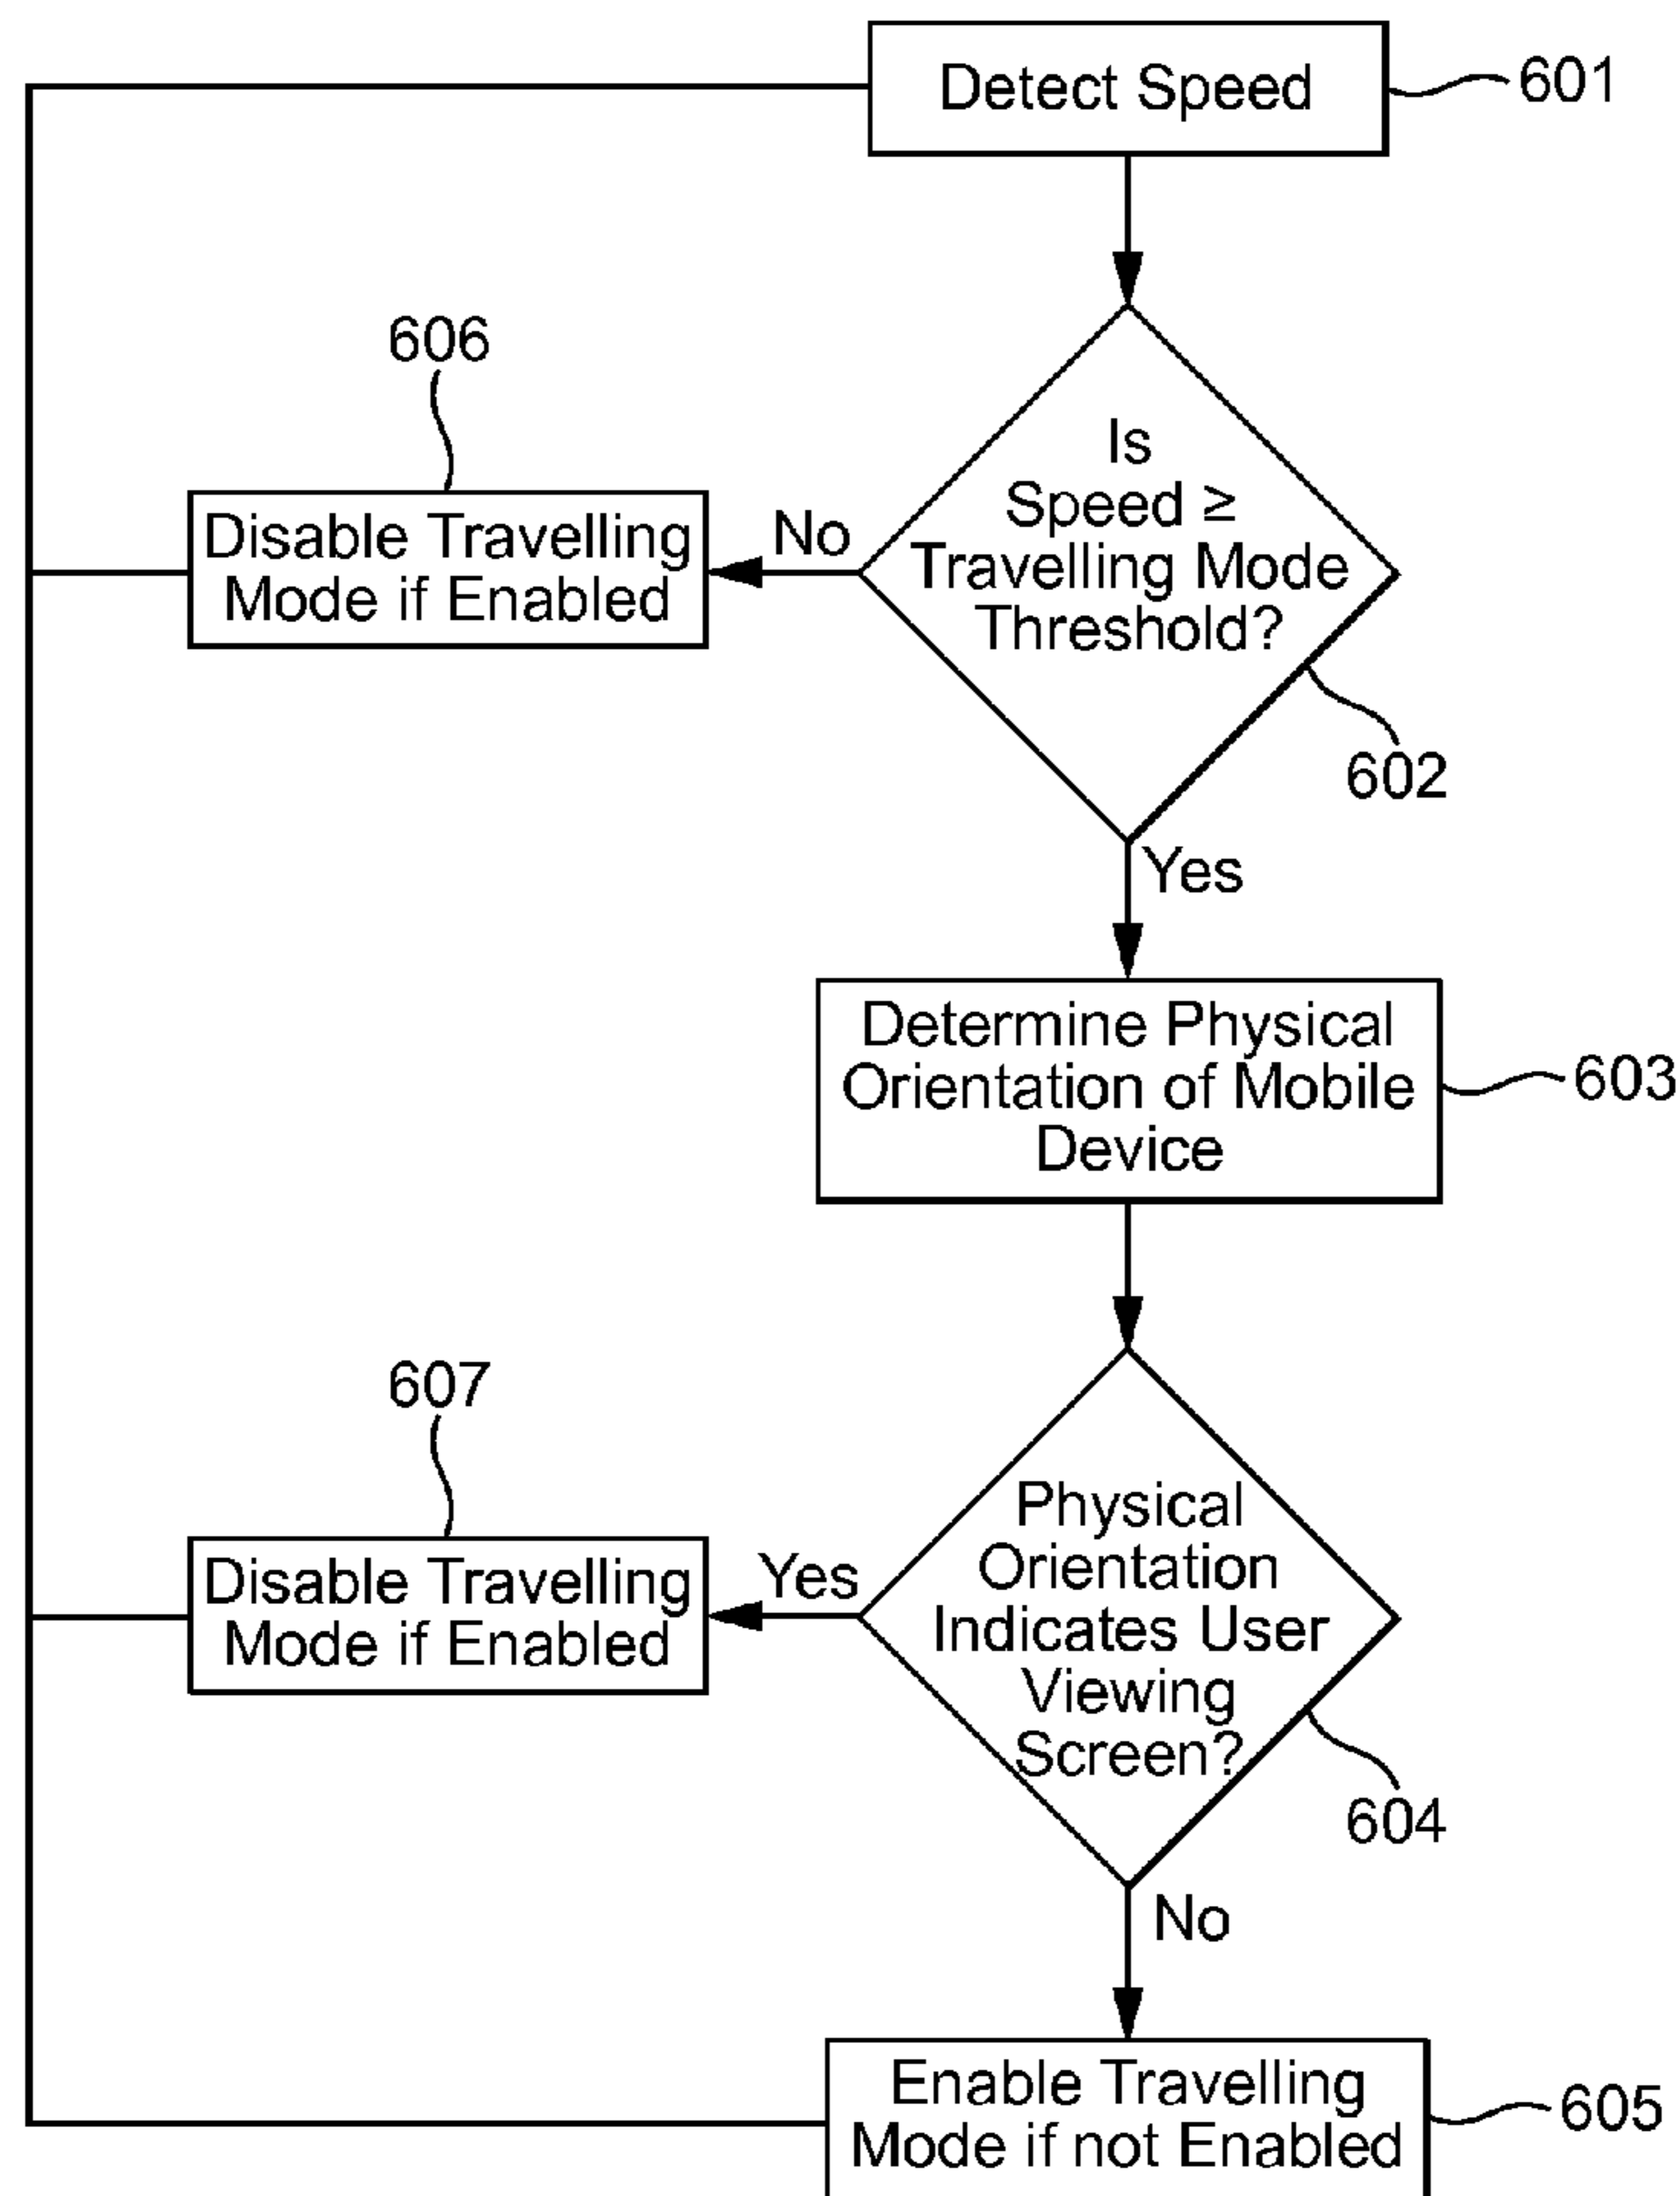 Detect Speed
601
606
Is
Speed ≥
Travelling Mode
Threshold?
No
Disable Travelling
Mode if Enabled
602
Yes
Determine Physical
Orientation of Mobile
Device
603
607
Physical
Orientation
Indicates User
Viewing
Screen?
Yes
Disable Travelling
Mode if Enabled
604
No
Enable Travelling
Mode if not Enabled
605